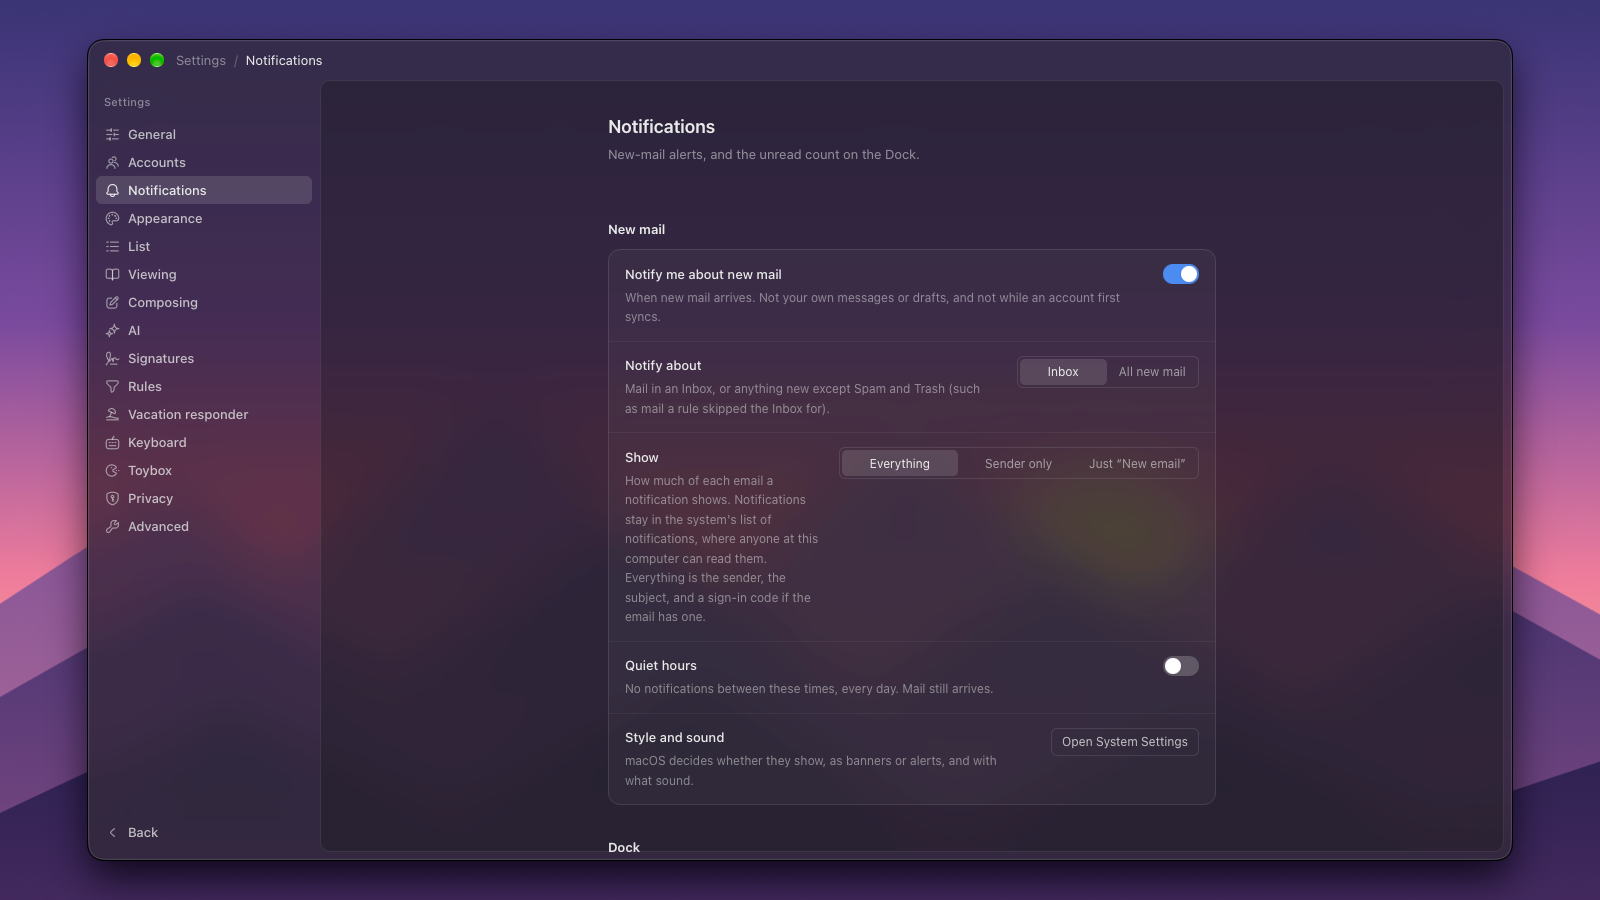 Settings / Notifications
Settings
General
Accounts
Notifications
Appearance
List
Viewing
Composing
AI
Signatures
Rules
Vacation responder
Keyboard
Toybox
Privacy
Advanced
Back
Notifications
New-mail alerts, and the unread count on the Dock.
New mail
Notify me about new mail
When new mail arrives. Not your own messages or drafts, and not while an account first
syncs.
Notify about
Mail in an Inbox, or anything new except Spam and Trash (such
as mail a rule skipped the Inbox for).
Inbox
All new mail
Show
How much of each email a
notification shows. Notifications
stay in the system's list of
notifications, where anyone at this
computer can read them.
Everything is the sender, the
subject, and a sign-in code if the
email has one.
Everything
Sender only
Just “New email”
Quiet hours
No notifications between these times, every day. Mail still arrives.
Style and sound
macOS decides whether they show, as banners or alerts, and with
what sound.
Open System Settings
Dock